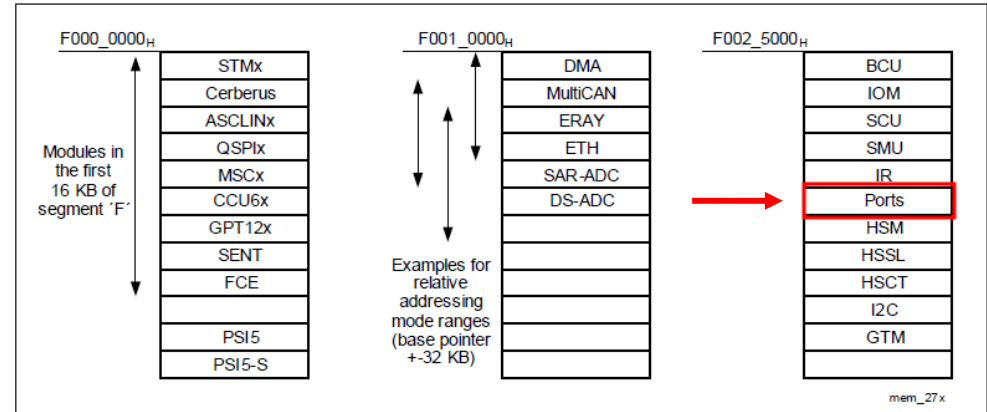 F000_0000H
STMx
Cerberus
ASCLINx
QSPIx
MSCx
CCU6x
GPT12x
SENT
FCE
PSI5
PSI5-S
Modules in
the first
16 KB of
segment ´F´
F001_0000H
DMA
MultiCAN
ERAY
ETH
SAR-ADC
DS-ADC
Examples for
relative
addressing
mode ranges
(base pointer
+-32 KB)
F002_5000H
BCU
IOM
SCU
SMU
IR
Ports
HSM
HSSL
HSCT
I2C
GTM
mem_27x